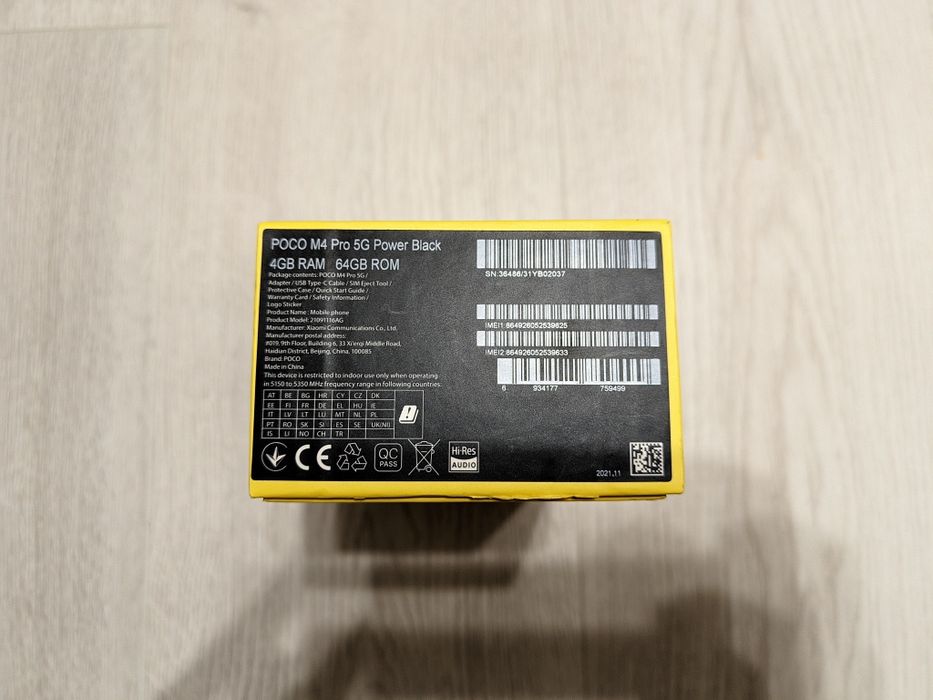 POCO M4 Pro 5G Power Black
4GB RAM 64GB ROM
Package contents: POCO M4 Pro 5G /
Adapter / USB Type-C Cable / SIM Eject Tool /
Protective Case / Quick Start Guide /
Warranty Card / Safety Information /
Logo Sticker
Product Name : Mobile phone
Product Model: 21091116AG
Manufacturer: Xiaomi Communications Co., Ltd.
Manufacturer postal address:
#019, 9th Floor, Building 6, 33 Xi'erqi Middle Road,
Haidian District, Beijing, China, 100085
Brand: POCO
Made in China
This device is restricted to indoor use only when operating
in 5150 to 5350 MHz frequency range in following countries:
AT BE BG HR CY CZ DK
EE FI FR DE EL HU IE
IT LV LT LU MT NL PL
PT RO SK SI ES SE UK(NI)
IS LI NO CH TR
CE
QC
PASS
Hi-Res
AUDIO
SN:36486/31YB02037
IMEI1:864926052539625
IMEI2:864926052539633
6 934177 759499
2021.11